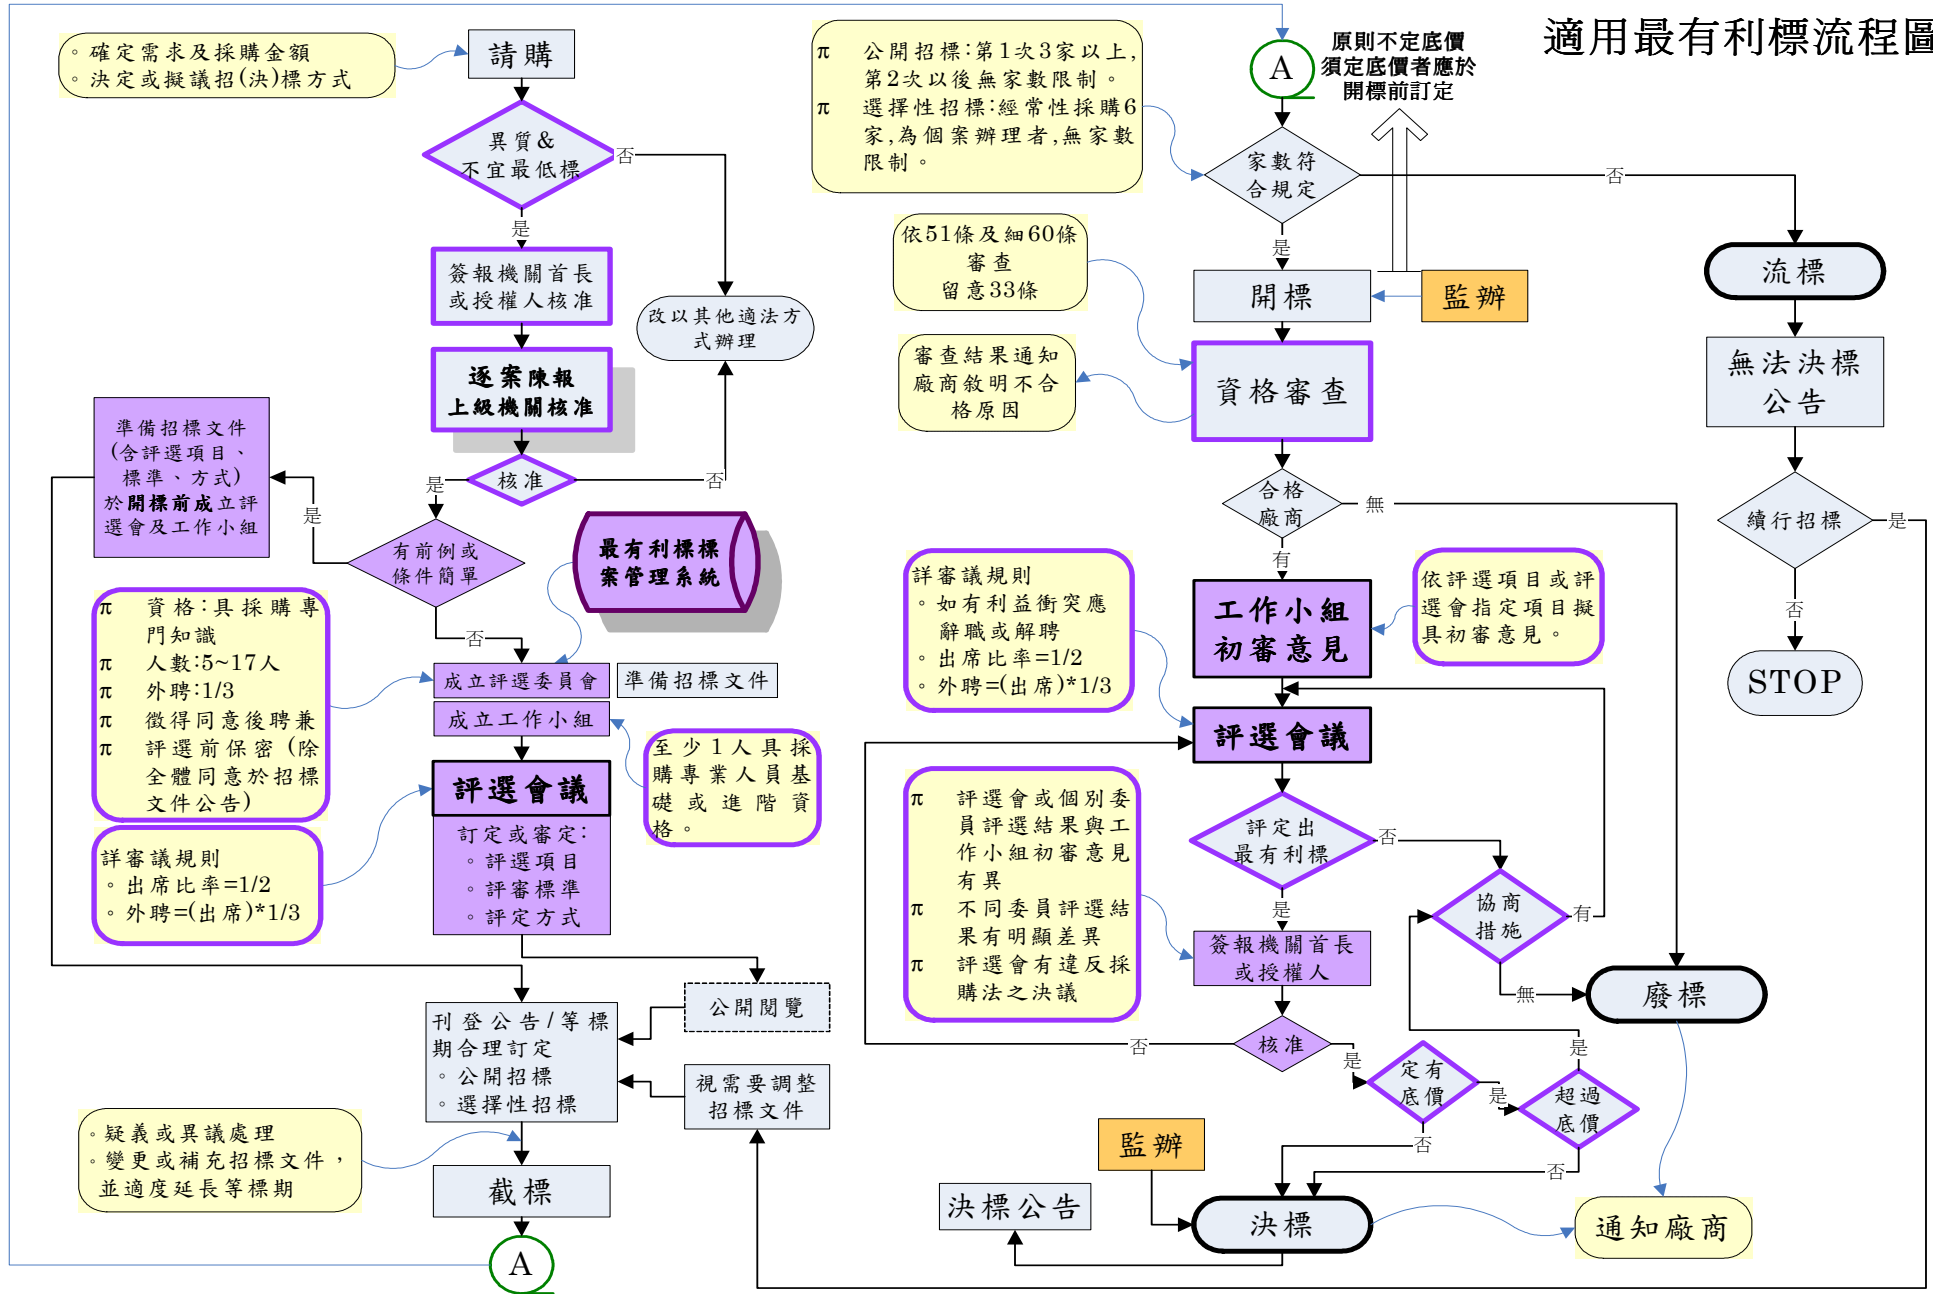 適用最有利標流程圖
。確定需求及採購金額
。決定或擬議招(決)標方式
請購
異質&
不宜最低標
否
是
簽報機關首長
或授權人核准
改以其他適法方
式辦理
逐案陳報
上級機關核准
核准
是
否
準備招標文件
(含評選項目、
標準、方式)
於開標前成立評
選會及工作小組
是
有前例或
條件簡單
否
最有利標標
案管理系統
π 資格:具採購專
門知識
π 人數:5~17人
π 外聘:1/3
π 徵得同意後聘兼
π 評選前保密 (除
全體同意於招標
文件公告)
成立評選委員會
準備招標文件
成立工作小組
至少1人具採
購專業人員基
礎或進階資
格。
評選會議
訂定或審定:
。評選項目
。評審標準
。評定方式
詳審議規則
。出席比率=1/2
。外聘=(出席)*1/3
公開閱覽
刊登公告/等標
期合理訂定
。公開招標
。選擇性招標
視需要調整
招標文件
。疑義或異議處理
。變更或補充招標文件，
並適度延長等標期
截標
A
π 公開招標:第1次3家以上,
第2次以後無家數限制。
π 選擇性招標:經常性採購6
家,為個案辦理者,無家數
限制。
A
原則不定底價
須定底價者應於
開標前訂定
家數符
合規定
否
是
依51條及細60條
審查
留意33條
開標
監辦
流標
審查結果通知
廠商敘明不合
格原因
資格審查
無法決標
公告
合格
廠商
無
有
續行招標
是
否
STOP
詳審議規則
。如有利益衝突應
辭職或解聘
。出席比率=1/2
。外聘=(出席)*1/3
工作小組
初審意見
依評選項目或評
選會指定項目擬
具初審意見。
評選會議
π 評選會或個別委
員評選結果與工
作小組初審意見
有異
π 不同委員評選結
果有明顯差異
π 評選會有違反採
購法之決議
評定出
最有利標
否
是
協商
措施
有
無
簽報機關首長
或授權人
廢標
核准
否
是
定有
底價
是
否
超過
底價
是
否
監辦
決標公告
決標
通知廠商